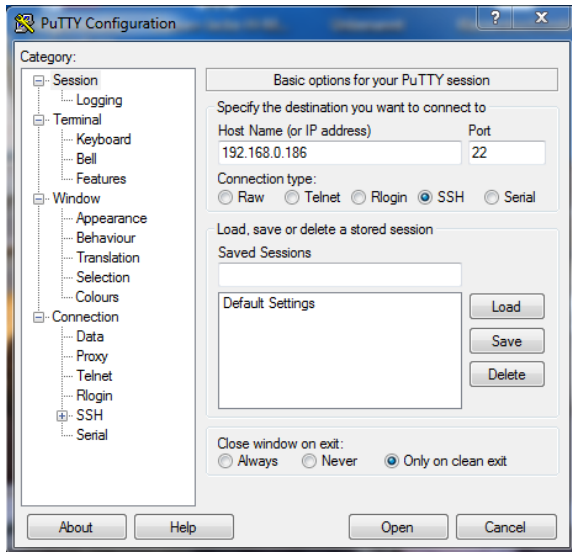 PuTTY Configuration
Category:
Session
Logging
Terminal
Keyboard
Bell
Features
Window
Appearance
Behaviour
Translation
Selection
Colours
Connection
Data
Proxy
Telnet
Rlogin
SSH
Serial
Basic options for your PuTTY session
Specify the destination you want to connect to
Host Name (or IP address) Port
192.168.0.186 22
Connection type:
Raw Telnet Rlogin SSH Serial
Load, save or delete a stored session
Saved Sessions
Default Settings
Load
Save
Delete
Close window on exit:
Always Never Only on clean exit
About Help Open Cancel